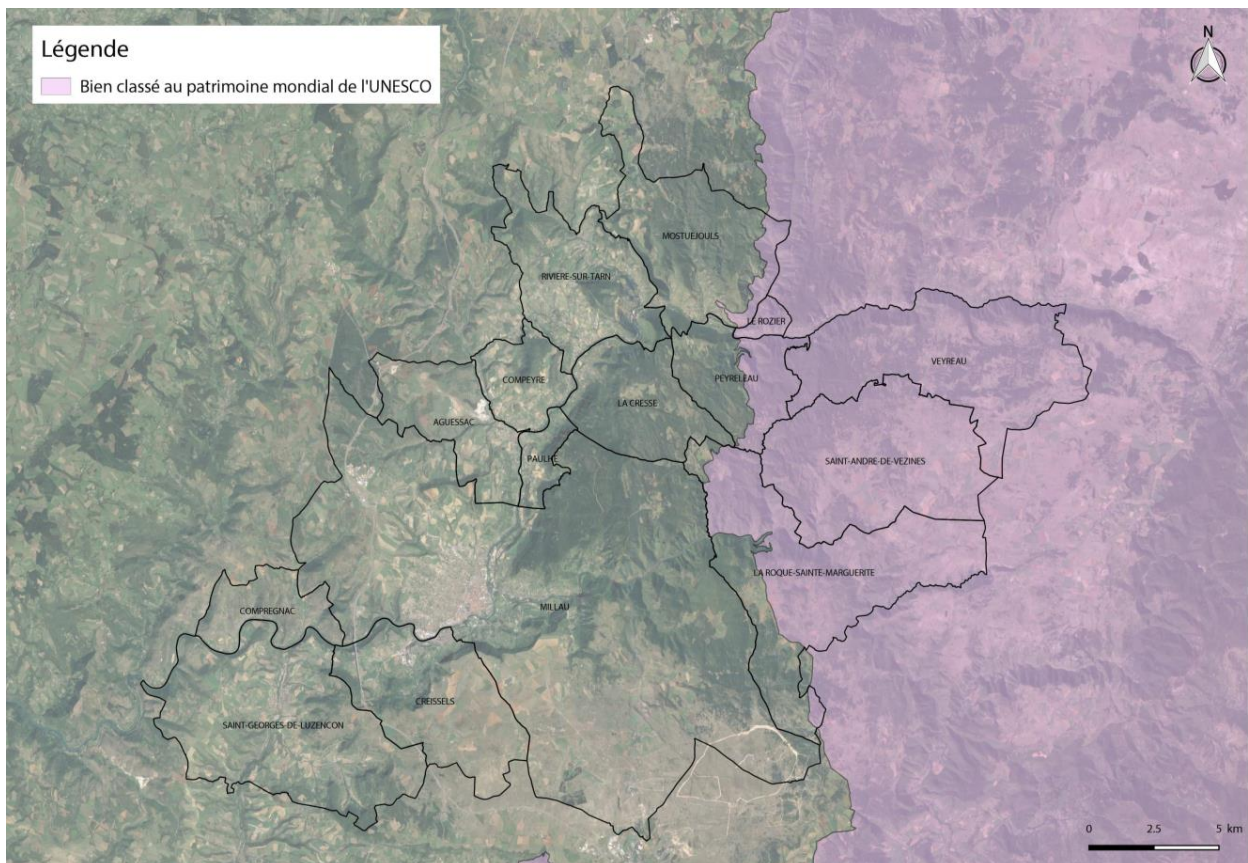 Légende
Bien classé au patrimoine mondial de l'UNESCO
N
MOSTUEJOULS
RIVIERE-SUR-TARN
LE ROZIER
VEYREAU
COMPEYRE
PEYRELEAU
LA CRESSE
AGUESSAC
PAULHE
SAINT-ANDRE-DE-VEZINES
LA ROQUE-SAINTE-MARGUERITE
COMPREGNAC
MILLAU
CREISSELS
SAINT-GEORGES-DE-LUZENCON
0 2.5 5 km